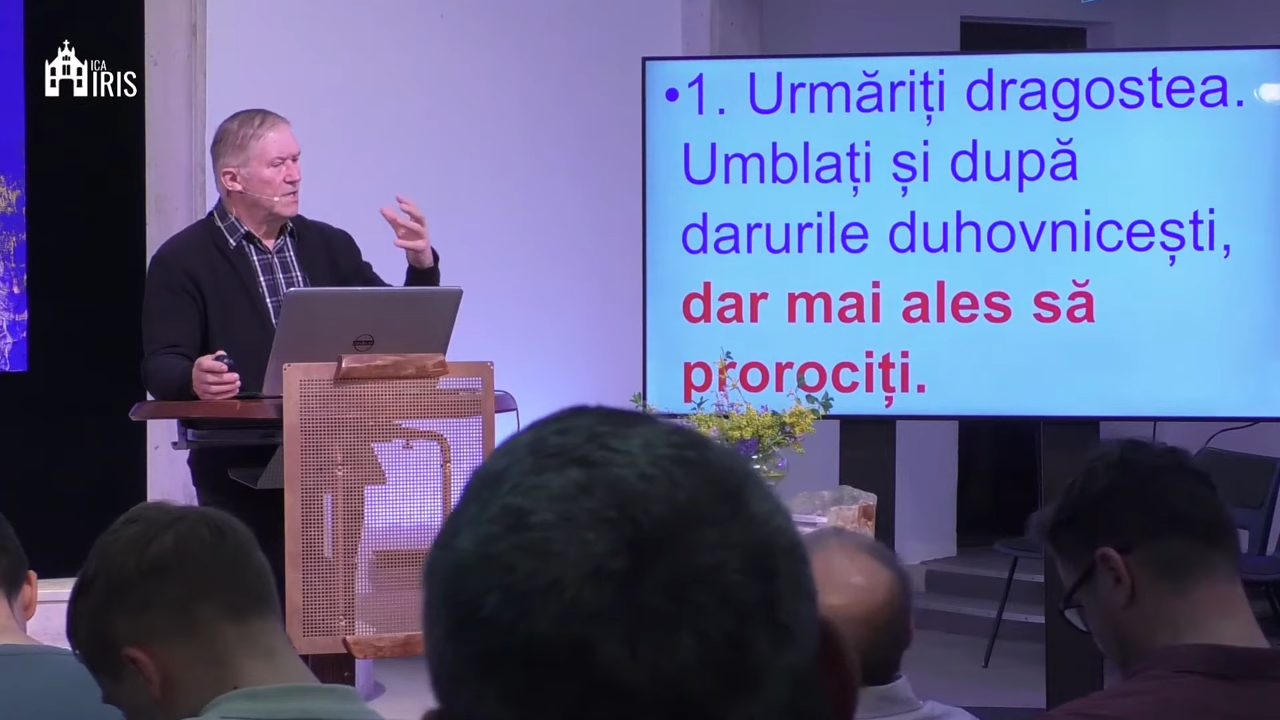 ICA
IRIS
•1. Urmăriți dragostea.
Umblați și după
darurile duhovnicești,
dar mai ales să
prorociți.